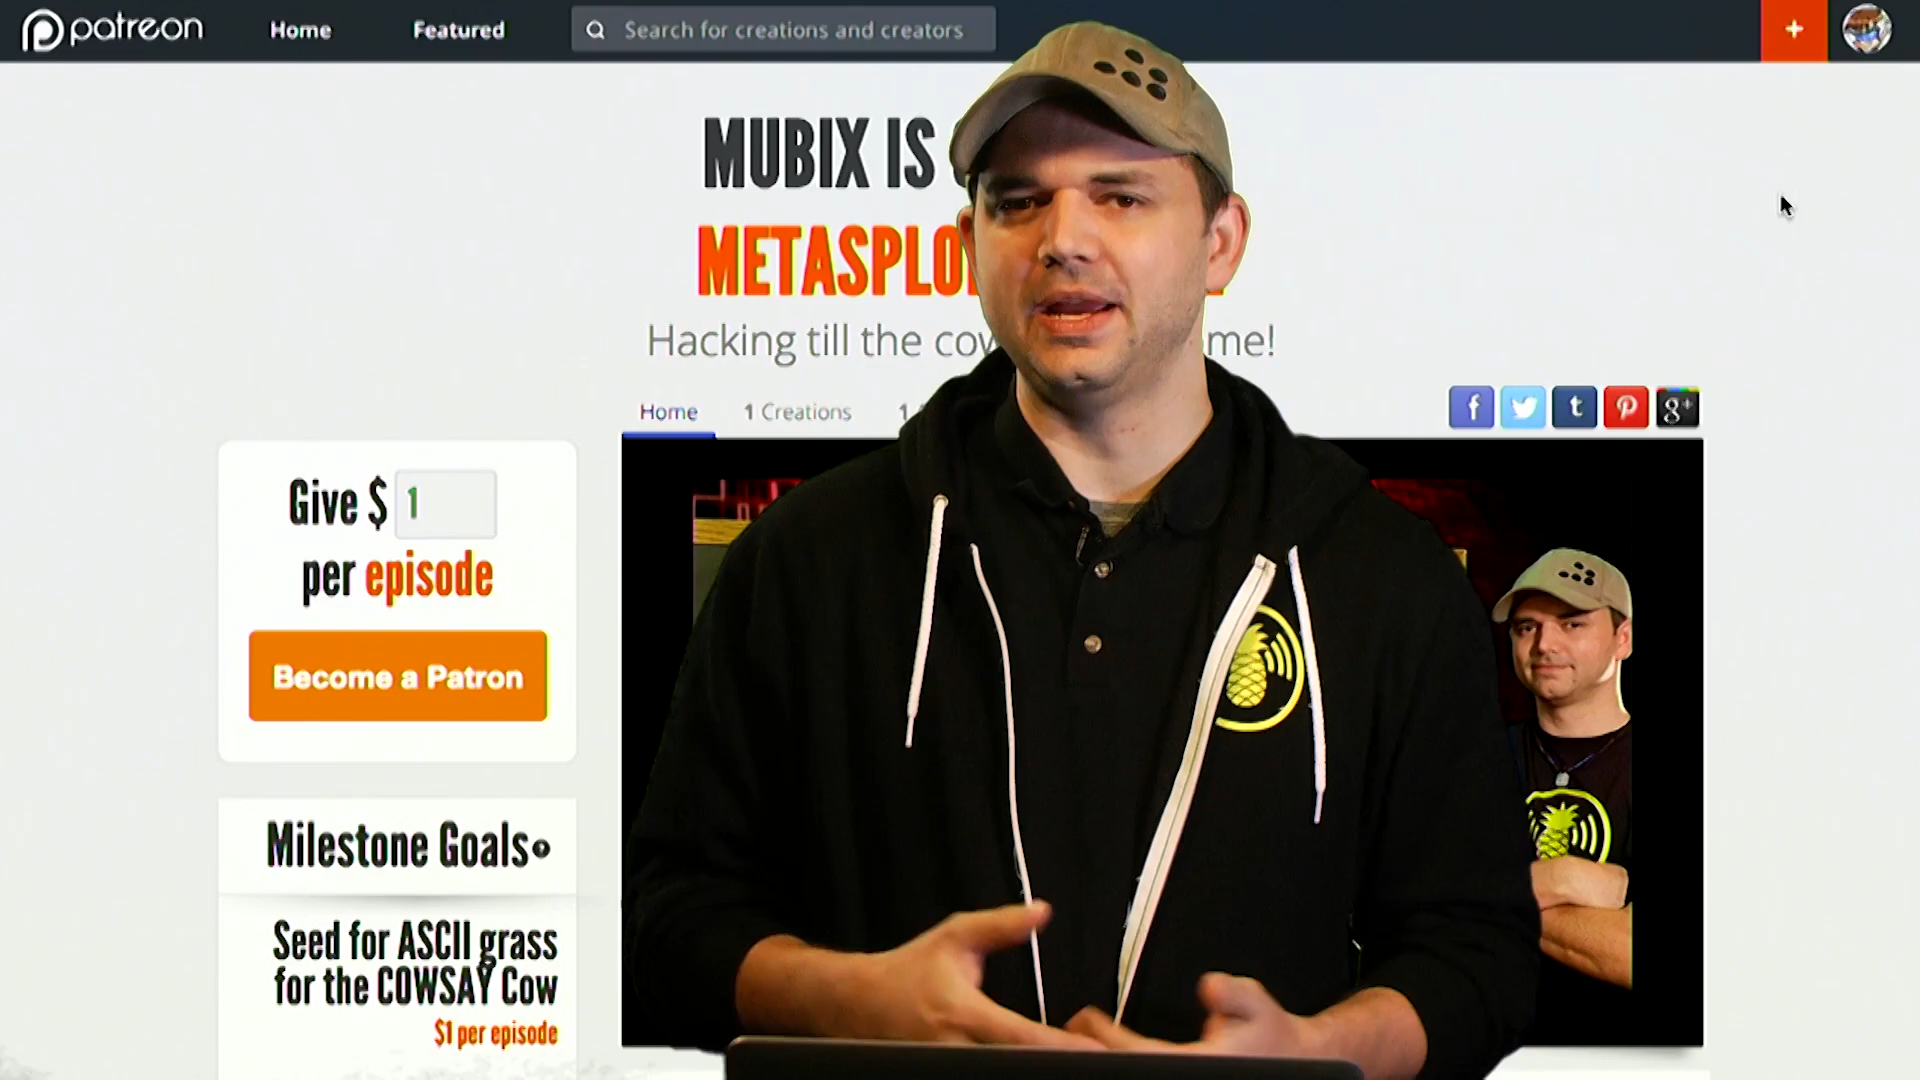 patreon
Home
Featured
Search for creations and creators
+
MUBIX IS
METASPLO
Hacking till the cow me!
Home
1 Creations
1
f
t
p
g+
Give $ 1
per episode
Become a Patron
Milestone Goals
Seed for ASCII grass
for the COWSAY Cow
$1 per episode